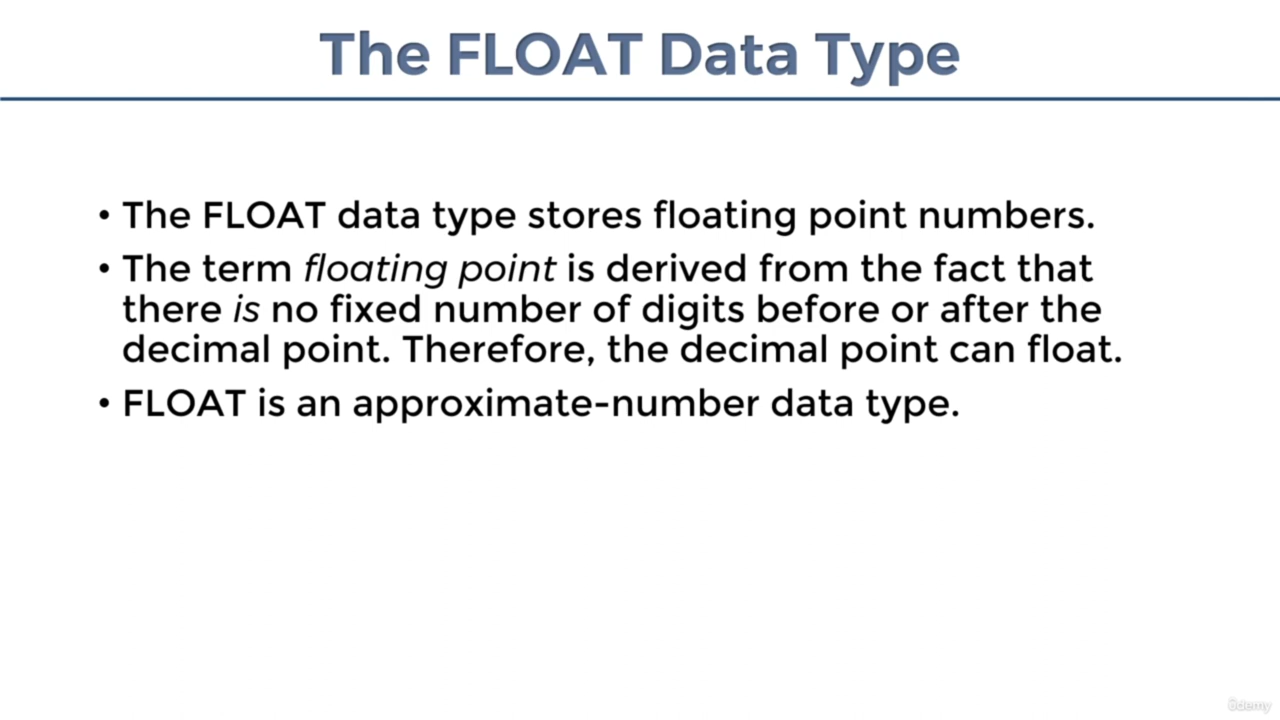 The FLOAT Data Type
• The FLOAT data type stores floating point numbers.
• The term floating point is derived from the fact that
there is no fixed number of digits before or after the
decimal point. Therefore, the decimal point can float.
• FLOAT is an approximate-number data type.
ûdemy